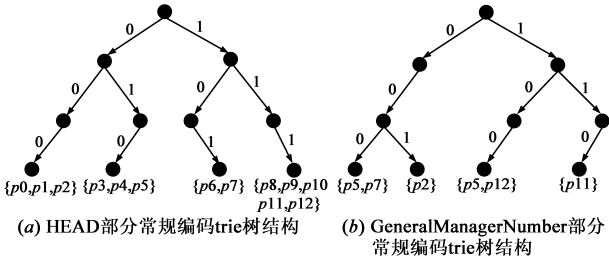 0 1
0 1
0 1 0 1
0 1
0 0 1 1
0 1 0 0
{p0,p1,p2} {p3,p4,p5} {p6,p7} {p8,p9,p10
p11,p12}
{p5,p7} {p2} {p5,p12} {p11}
(a) HEAD部分常规编码trie树结构
(b) GeneralManagerNumber部分
常规编码trie树结构